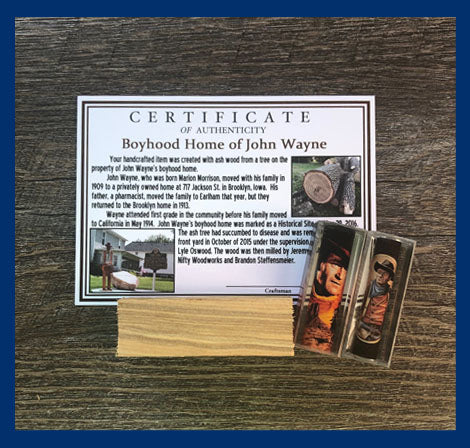 CERTIFICATE
OF AUTHENTICITY
Boyhood Home of John Wayne
Your handcrafted item was created with ash wood from a tree on the
property of John Wayne's boyhood home.
John Wayne, who was born Marion Morrison, moved with his family in
1909 to a privately owned home at 717 Jackson St. in Brooklyn, Iowa. His
father, a pharmacist, moved the family to Earlham that year, but they
returned to the Brooklyn home in 1913.
Wayne attended first grade in the community before his family moved
to California in May 1914. John Wayne's boyhood home was marked as a Historical Site 2016.
The ash tree had succumbed to disease and was
front yard in October of 2015 under the supervision
Lyle Oswood. The wood was then milled by
Nifty Woodworks and Brandon Steffensmeier.
Craftsman